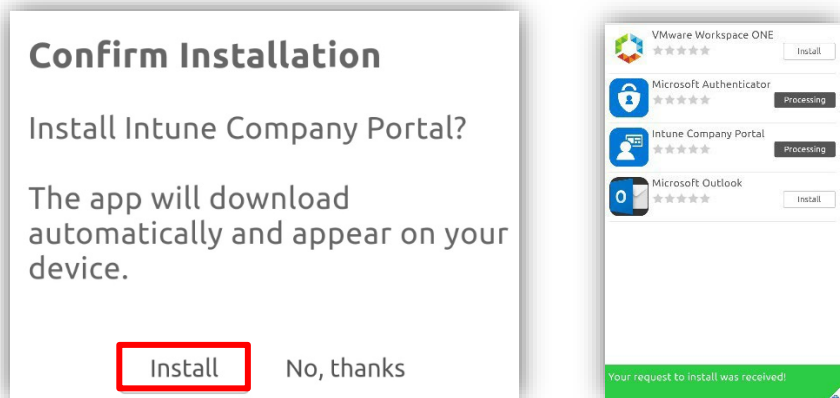 Confirm Installation
Install Intune Company Portal?
The app will download
automatically and appear on your
device.
Install
No, thanks
VMware Workspace ONE
Install
Microsoft Authenticator
Processing
Intune Company Portal
Processing
Microsoft Outlook
Install
Your request to install was received!